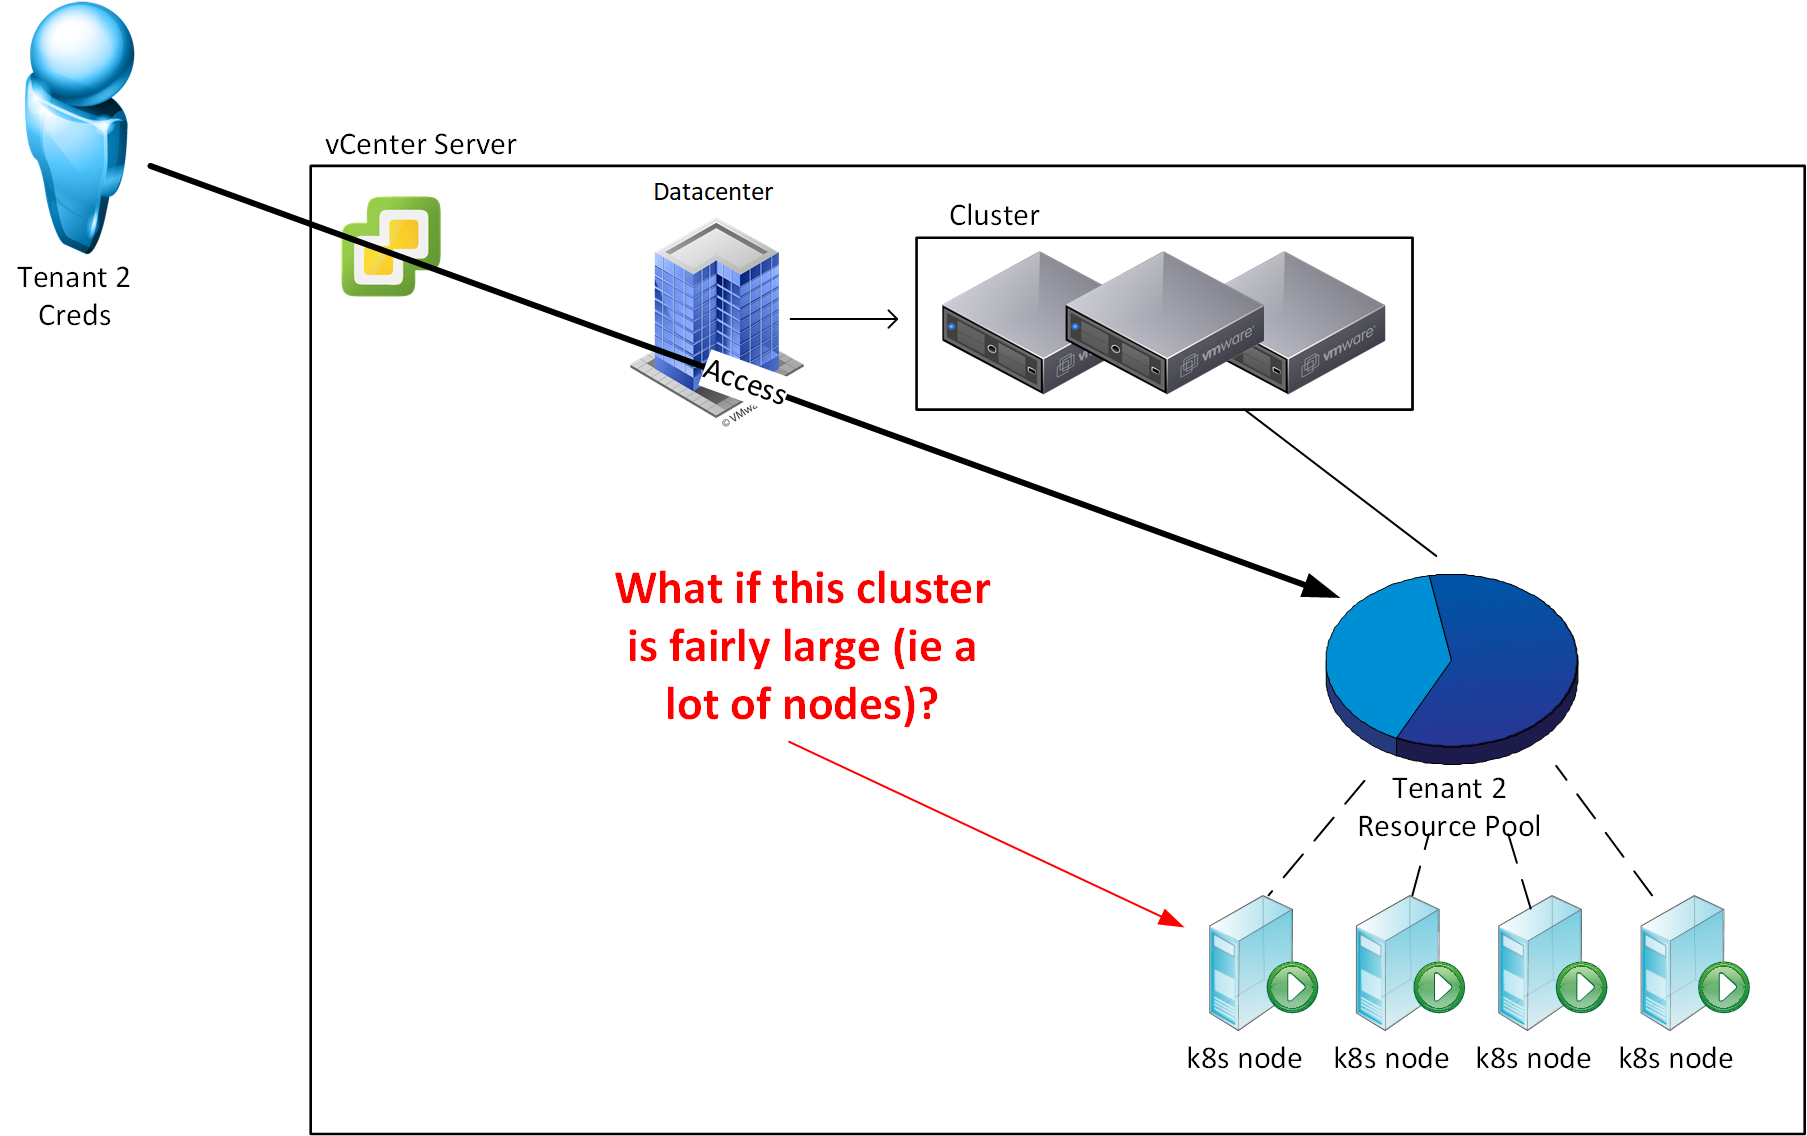 vCenter Server
Datacenter
Cluster
Tenant 2
Creds
vmware
vmware
vmware
Access
© VMwa
What if this cluster
is fairly large (ie a
lot of nodes)?
Tenant 2
Resource Pool
k8s node
k8s node
k8s node
k8s node